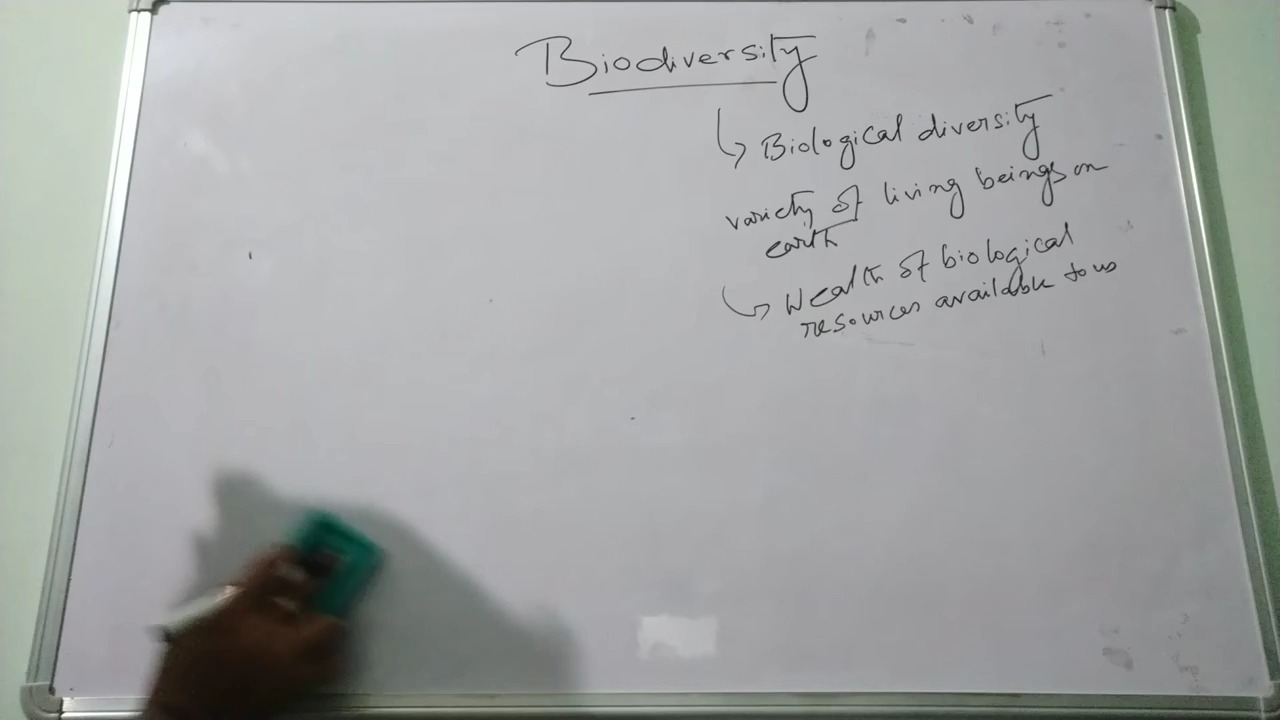 Biodiversity
↳ Biological diversity
variety of living beings on
earth
↳ Wealth of biological
resources available to us